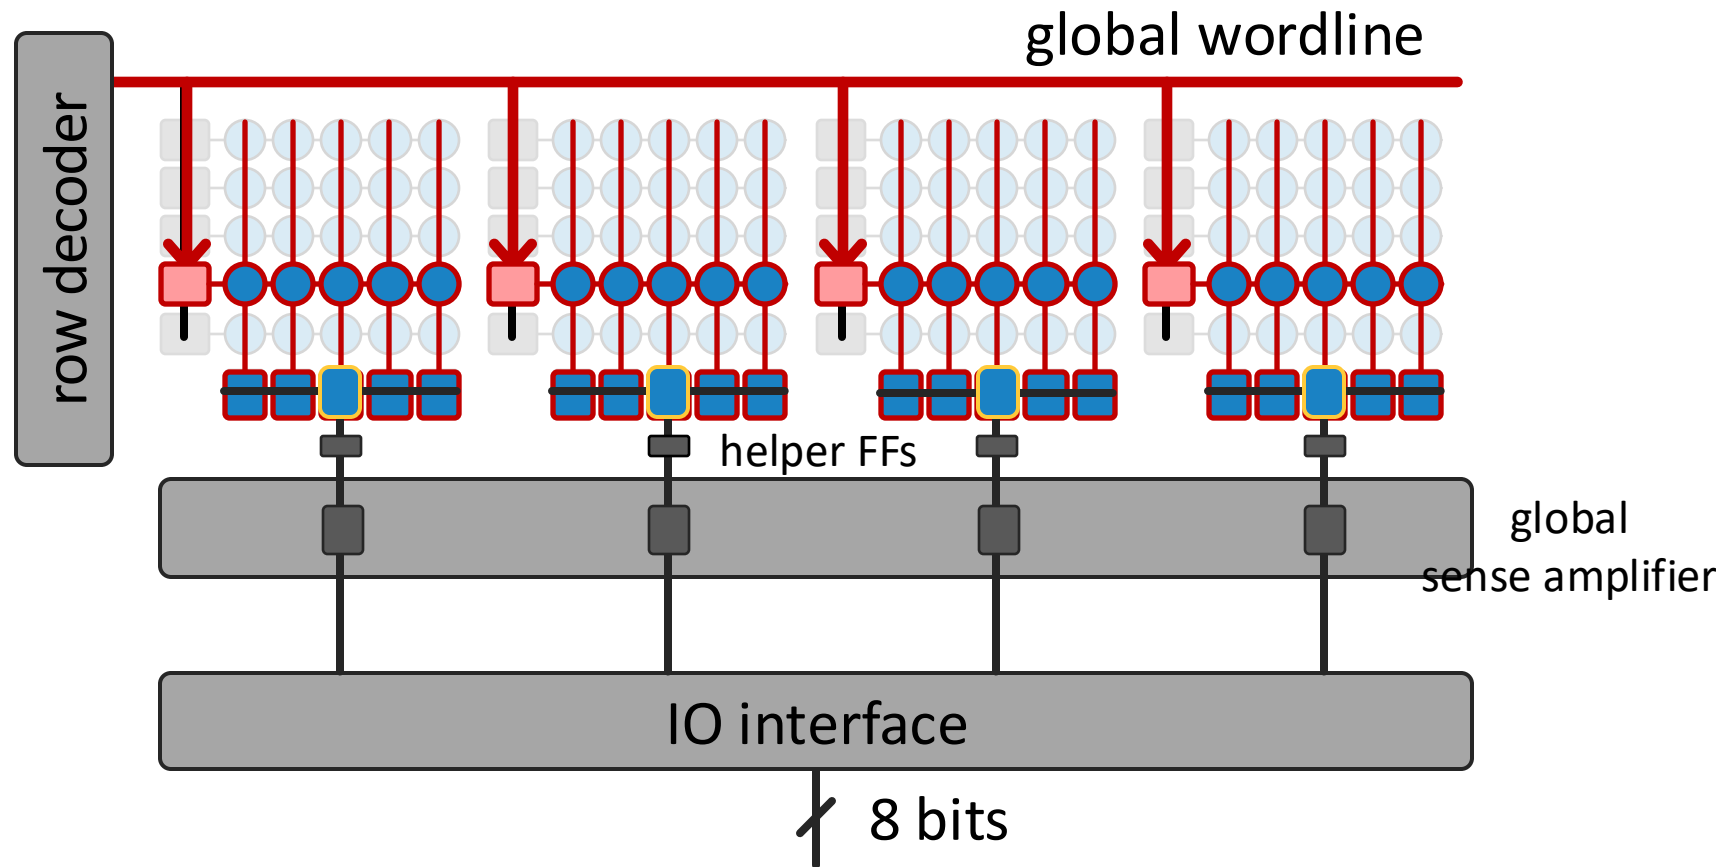 global wordline
row decoder
helper FFs
global
sense amplifier
IO interface
8 bits